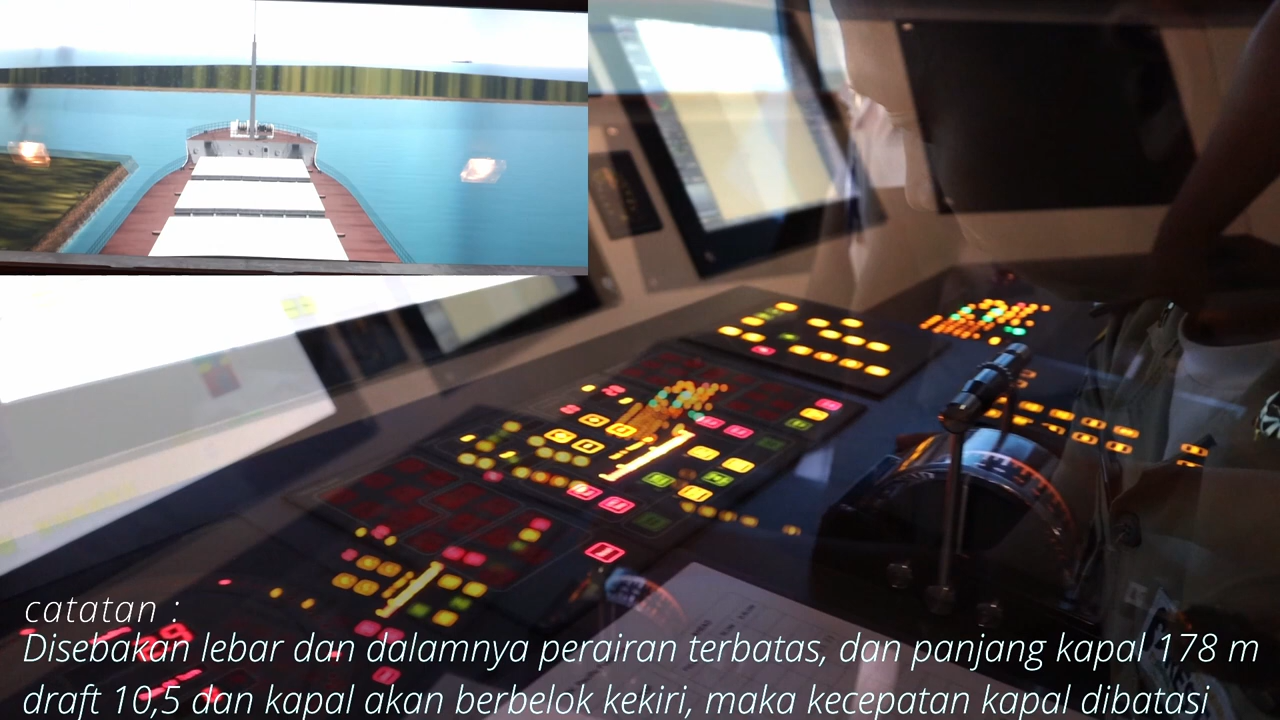 catatan :
Disebakan lebar dan dalamnya perairan terbatas, dan panjang kapal 178 m
draft 10,5 dan kapal akan berbelok kekiri, maka kecepatan kapal dibatasi